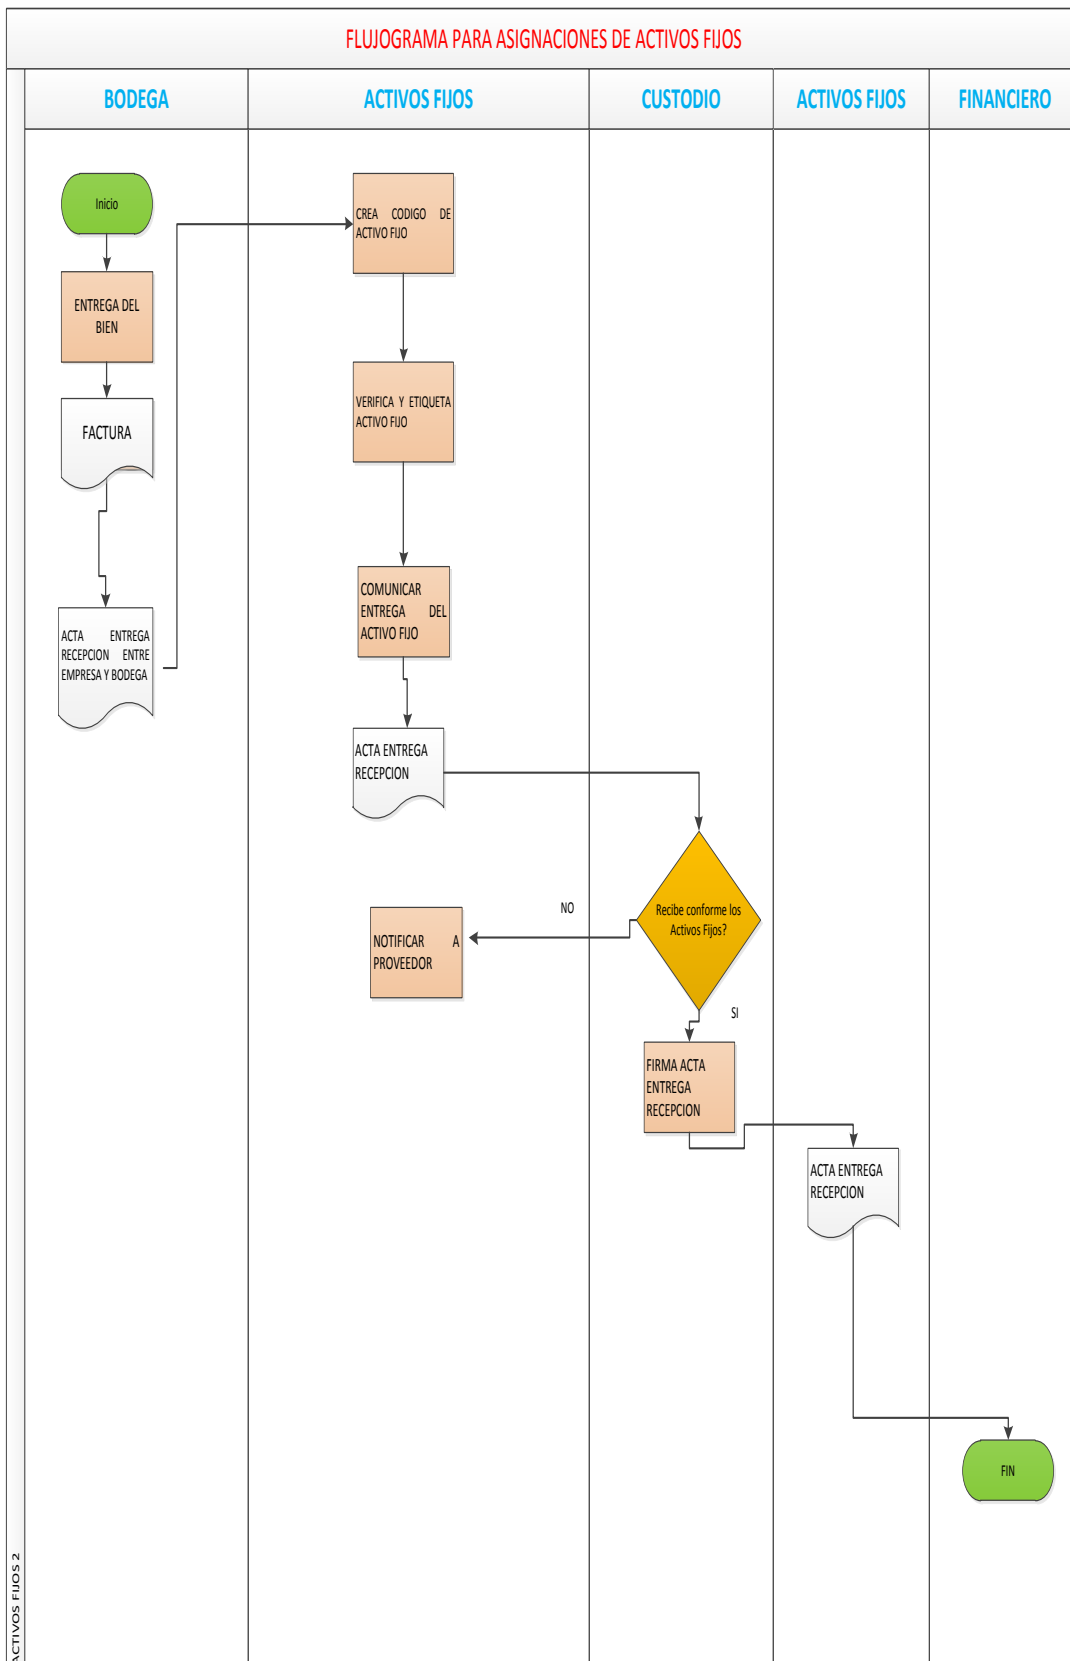 FLUJOGRAMA PARA ASIGNACIONES DE ACTIVOS FIJOS
BODEGA
ACTIVOS FIJOS
CUSTODIO
ACTIVOS FIJOS
FINANCIERO
Inicio
ENTREGA DEL
BIEN
FACTURA
ACTA ENTREGA
RECEPCION ENTRE
EMPRESA Y BODEGA
CREA CODIGO DE
ACTIVO FIJO
VERIFICA Y ETIQUETA
ACTIVO FIJO
COMUNICAR
ENTREGA DEL
ACTIVO FIJO
ACTA ENTREGA
RECEPCION
Recibe conforme los
Activos Fijos?
NO
NOTIFICAR A
PROVEEDOR
SI
FIRMA ACTA
ENTREGA
RECEPCION
ACTA ENTREGA
RECEPCION
FIN
ACTIVOS FIJOS 2